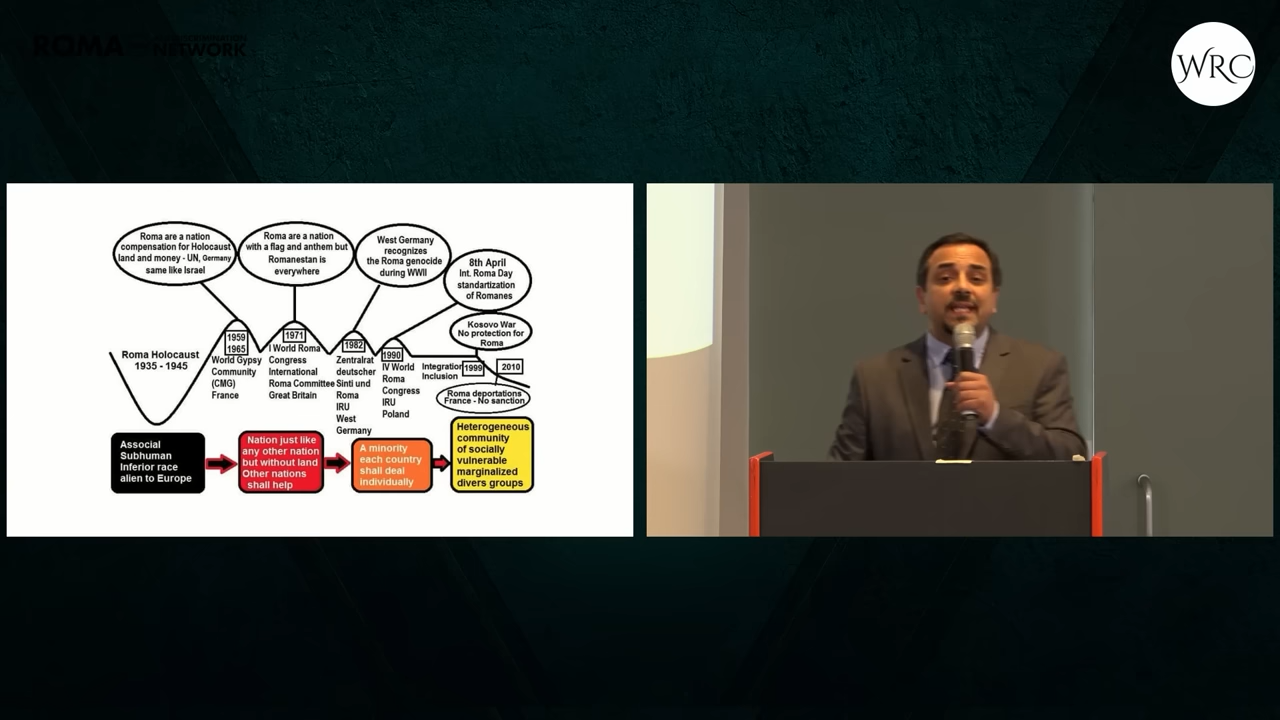 ROMA
NETWORK
WRC
Roma are a nation
compensation for Holocaust
land and money - UN, Germany
same like Israel
Roma are a nation
with a flag and anthem but
Romanestan is
everywhere
West Germany
recognizes
the Roma genocide
during WWII
8th April
Int. Roma Day
standartization
of Romanes
Kosovo War
No protection for
Roma
Roma Holocaust
1935 - 1945
1959
1965
World Gypsy
Community
(CMG)
France
1971
I World Roma
Congress
International
Roma Committee
Great Britain
1982
Zentralrat
deutscher
Sinti und
Roma
IRU
West
Germany
1990
IV World
Roma
Congress
IRU
Poland
Integration
Inclusion
1999
2010
Roma deportations
France - No sanction
Associal
Subhuman
Inferior race
alien to Europe
Nation just like
any other nation
but without land
Other nations
shall help
A minority
each country
shall deal
individually
Heterogeneous
community
of socially
vulnerable
marginalized
divers groups